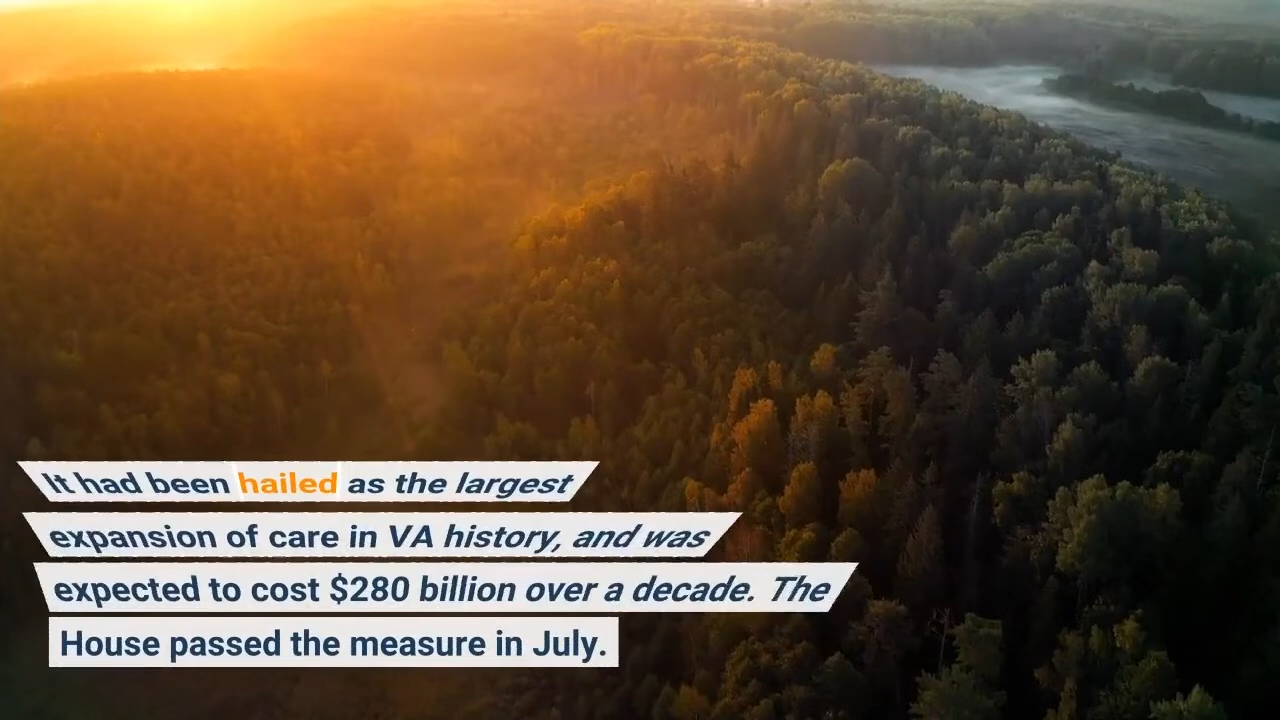 It had been hailed as the largest
expansion of care in VA history, and was
expected to cost $280 billion over a decade. The
House passed the measure in July.